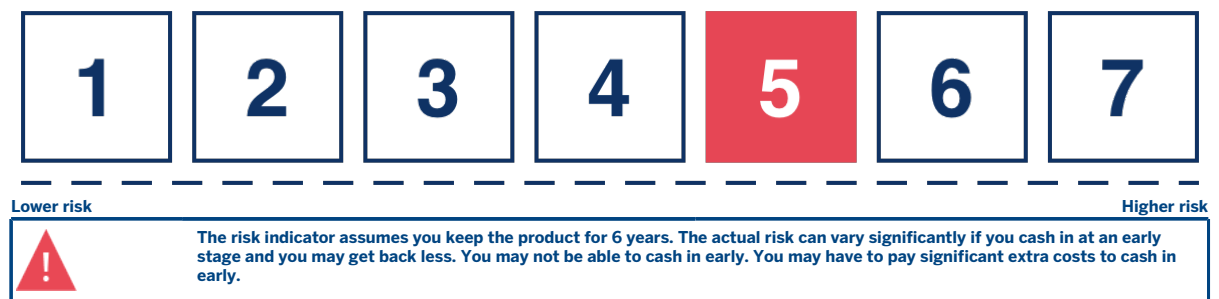 1 2 3 4 5 6 7
Lower risk Higher risk
!
The risk indicator assumes you keep the product for 6 years. The actual risk can vary significantly if you cash in at an early
stage and you may get back less. You may not be able to cash in early. You may have to pay significant extra costs to cash in
early.